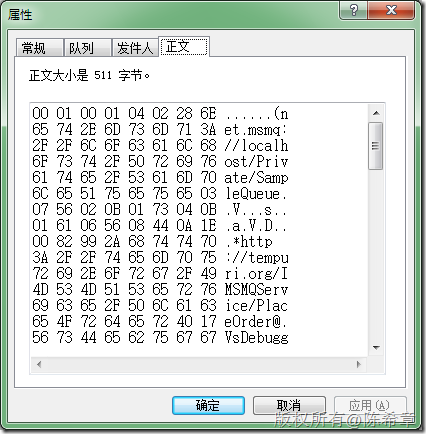 属性
常规 队列 发件人 正文
正文大小是 511 字节。
00 01 00 01 04 02 28 6E ......(n
65 74 2E 6D 73 6D 71 3A et.msmq:
2F 2F 6C 6F 63 61 6C 68 //localh
6F 73 74 2F 50 72 69 76 ost/Priv
61 74 65 2F 53 61 6D 70 ate/Samp
6C 65 51 75 65 75 65 03 leQueue.
07 56 02 0B 01 73 04 0B .V...s..
01 61 06 56 08 44 0A 1E .a.V.D..
00 82 99 2A 68 74 74 70 .*http
3A 2F 2F 74 65 6D 70 75 ://tempu
72 69 2E 6F 72 67 2F 49 ri.org/I
4D 53 4D 51 53 65 72 76 MSMQServ
69 63 65 2F 50 6C 61 63 ice/Plac
65 4F 72 64 65 72 40 17 eOrder@.
56 73 44 65 62 75 67 67 VsDebugg
确定 取消 应用(A)
版权所有@陈希章